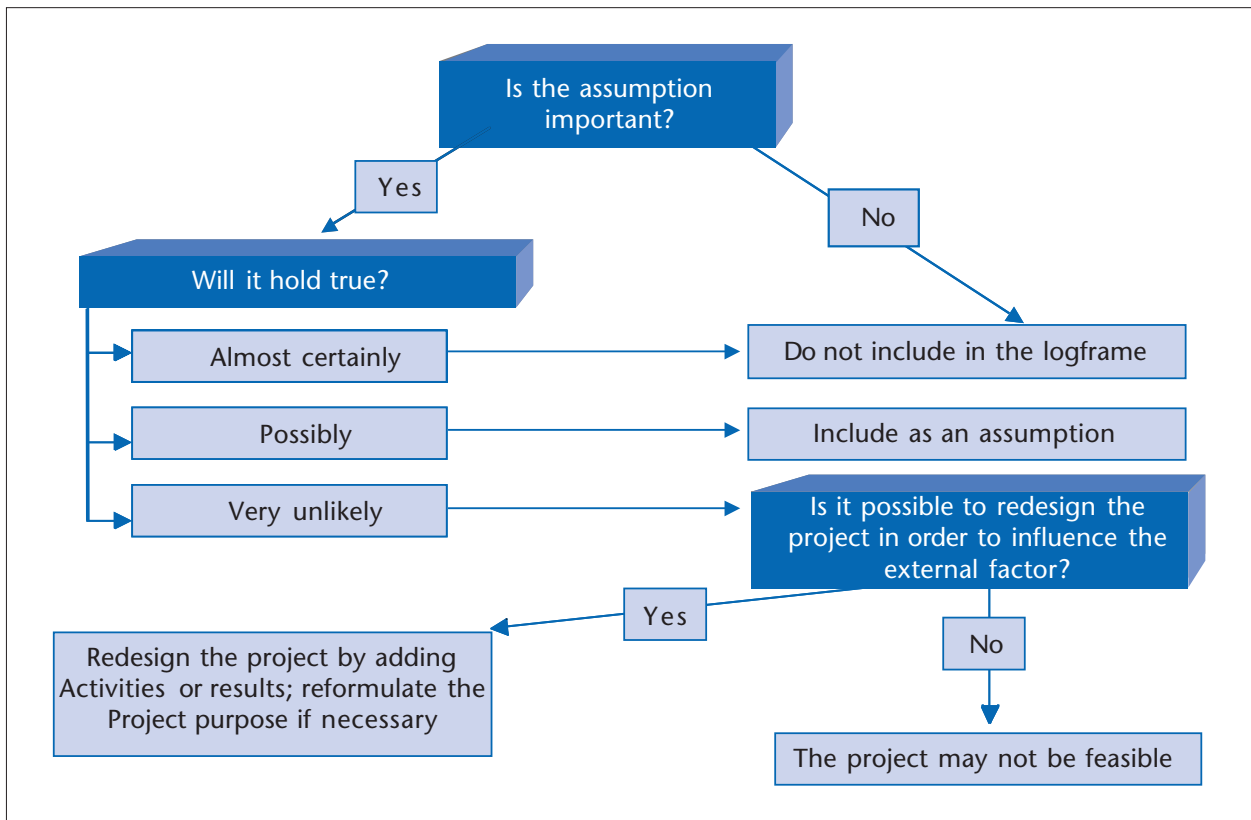 Is the assumption
important?
Yes
No
Will it hold true?
Almost certainly
Do not include in the logframe
Possibly
Include as an assumption
Very unlikely
Is it possible to redesign the
project in order to influence the
external factor?
Yes
No
Redesign the project by adding
Activities or results; reformulate the
Project purpose if necessary
The project may not be feasible